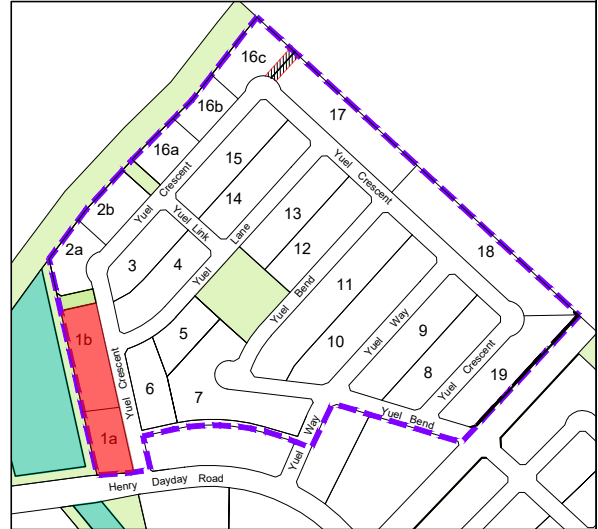 16c
16b
17
16a
15
Yuel Crescent
Yuel Crescent
14
2b
13
Yuel Link
Lane
2a
12
18
3
4
Yuel
11
Yuel Bend
1b
5
Yuel Way
9
10
Yuel Crescent
8
19
6
7
Yuel Crescent
Yuel Bend
1a
Yuel Way
Henry Dayday Road